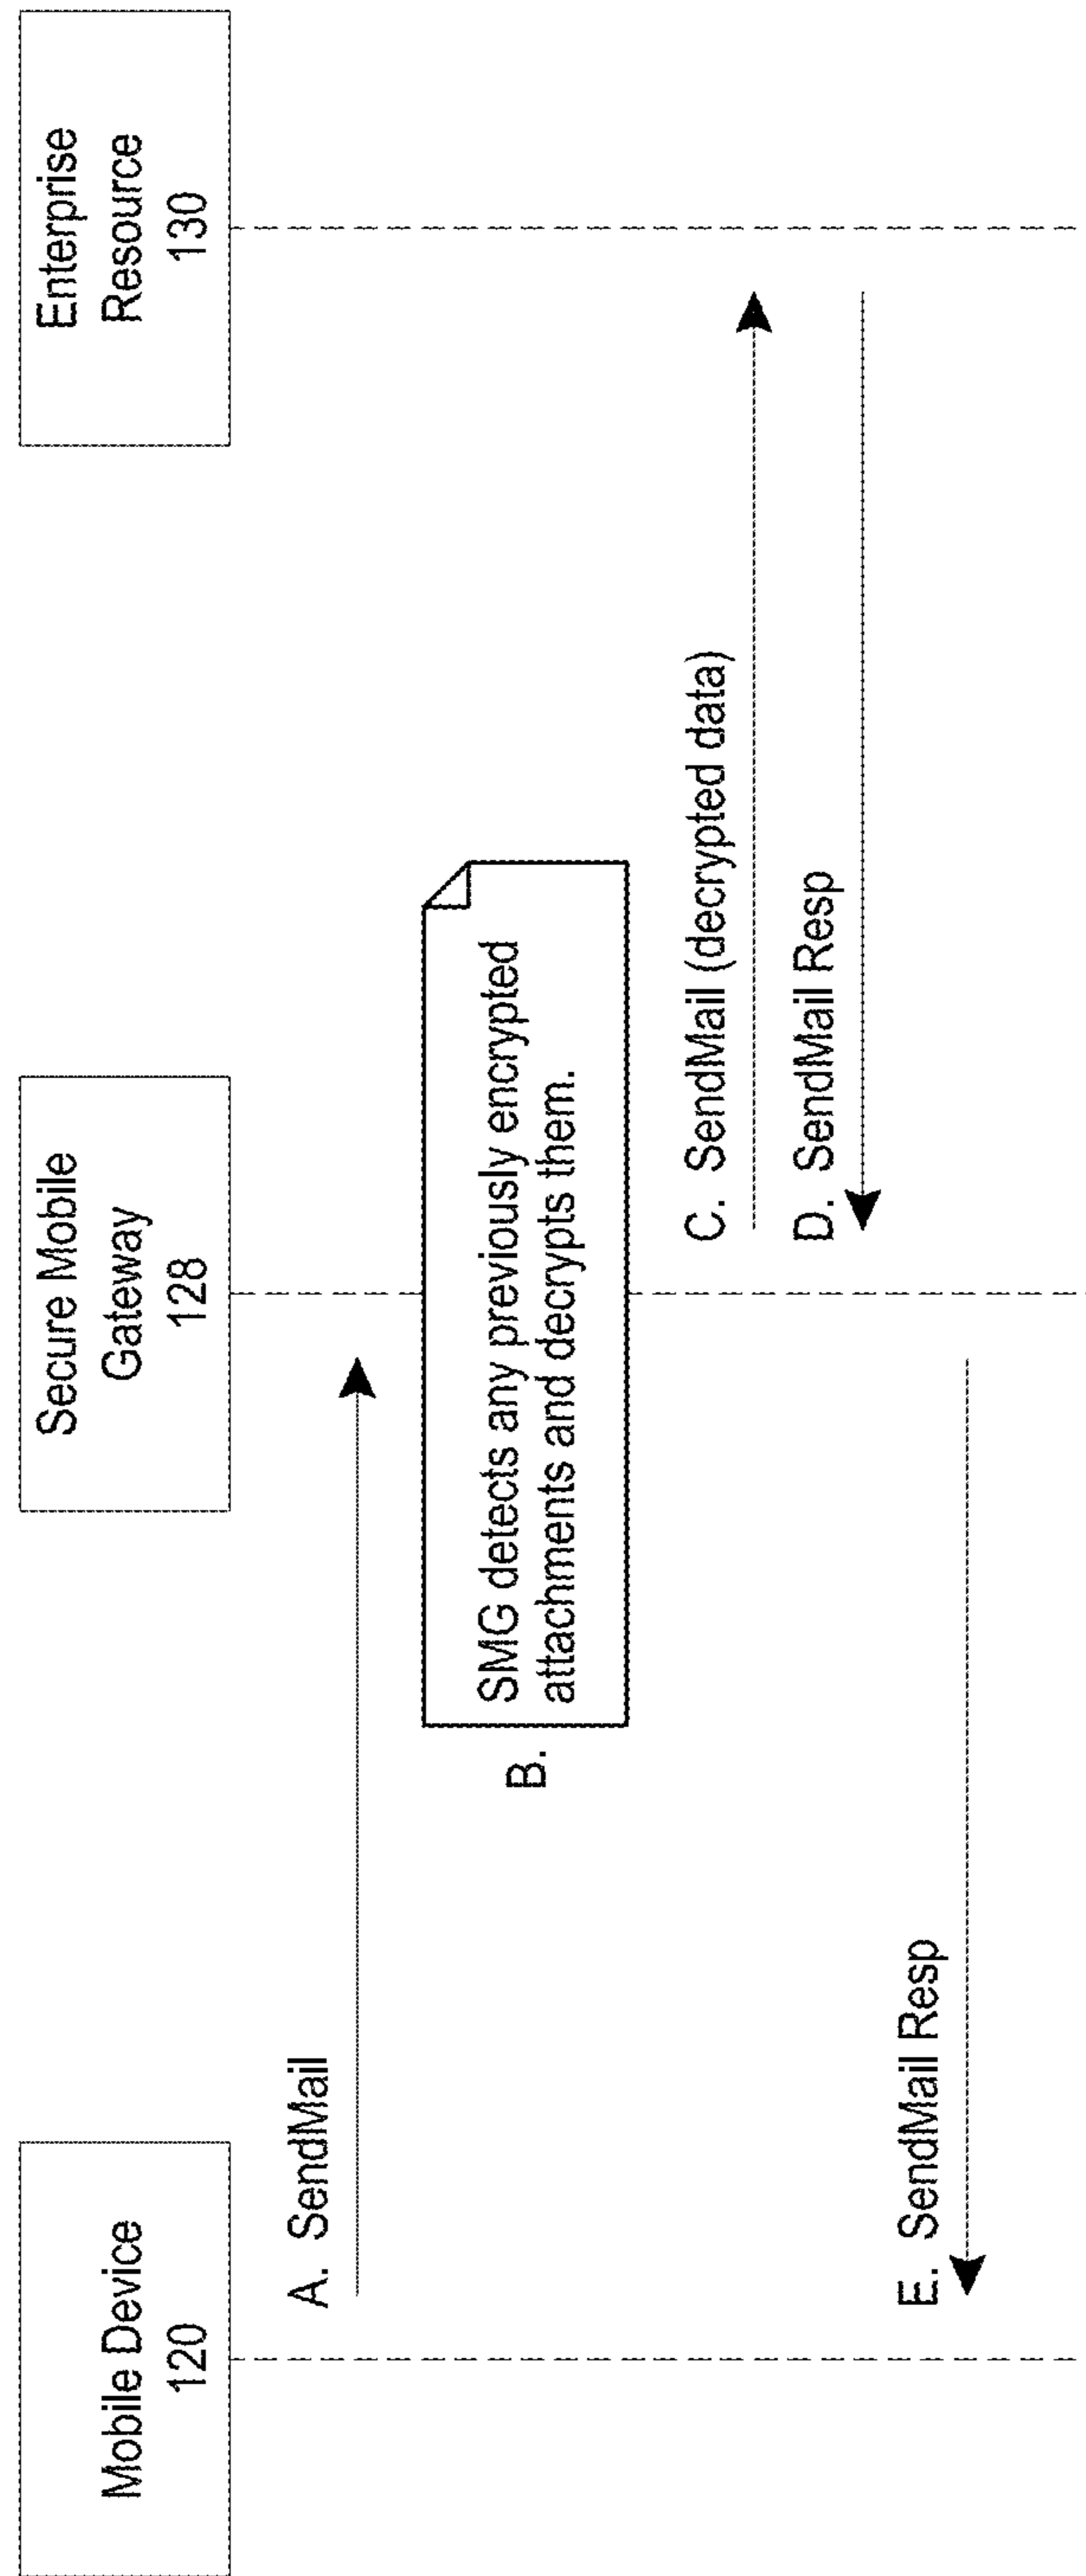 Mobile Device
120
Secure Mobile
Gateway
128
Enterprise
Resource
130
A. SendMail
B.
SMG detects any previously encrypted
attachments and decrypts them.
C. SendMail (decrypted data)
D. SendMail Resp
E. SendMail Resp